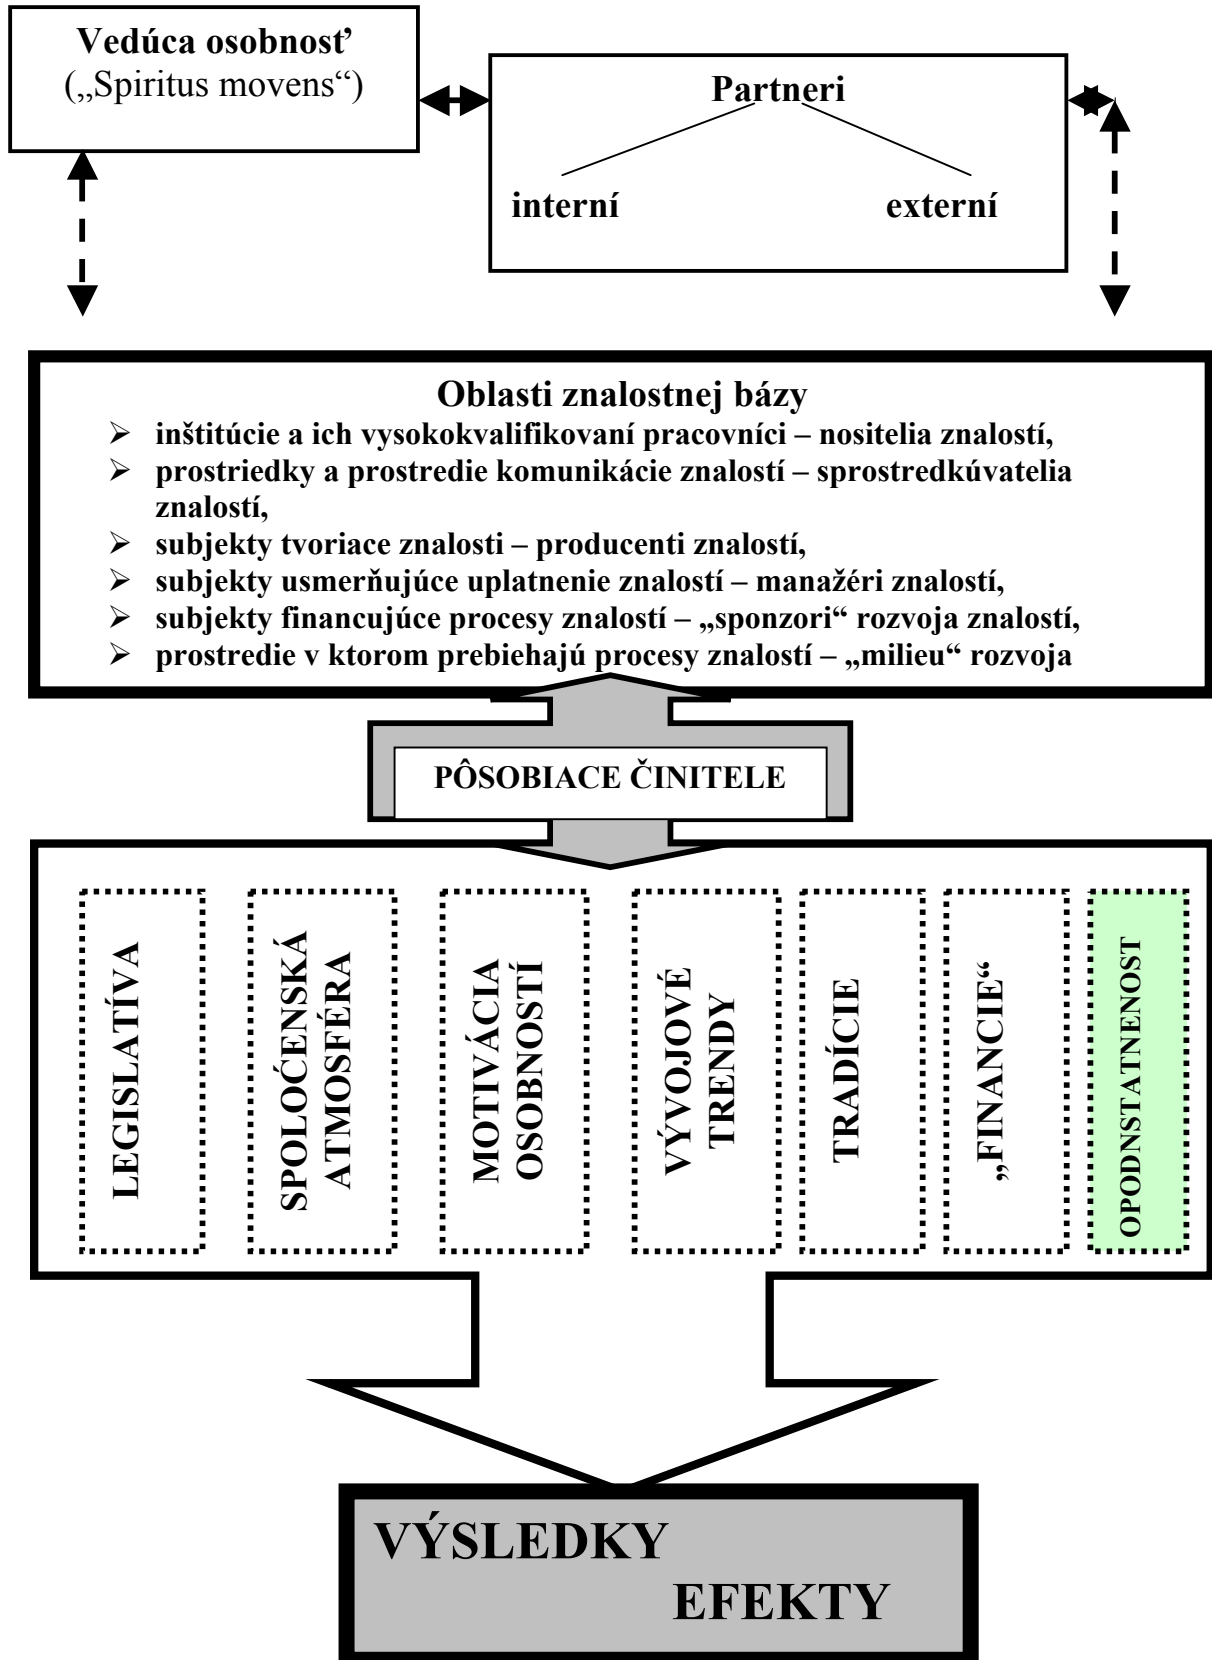 Vedúca osobnosť
(„Spiritus movens“)
Partneri
interní
externí
Oblasti znalostnej bázy
➢ inštitúcie a ich vysokokvalifikovaní pracovníci – nositelia znalostí,
➢ prostriedky a prostredie komunikácie znalostí – sprostredkúvatelia
znalostí,
➢ subjekty tvoriace znalosti – producenti znalostí,
➢ subjekty usmerňujúce uplatnenie znalostí – manažéri znalostí,
➢ subjekty financujúce procesy znalostí – „sponzori“ rozvoja znalostí,
➢ prostredie v ktorom prebiehajú procesy znalostí – „milieu“ rozvoja
PÔSOBIACE ČINITELE
LEGISLATÍVA
SPOLOĆENSKÁ
ATMOSFÉRA
MOTIVÁCIA
OSOBNOSTÍ
VÝVOJOVÉ
TRENDY
TRADÍCIE
„FINANCIE“
OPODNSTATNENOST
VÝSLEDKY
EFEKTY